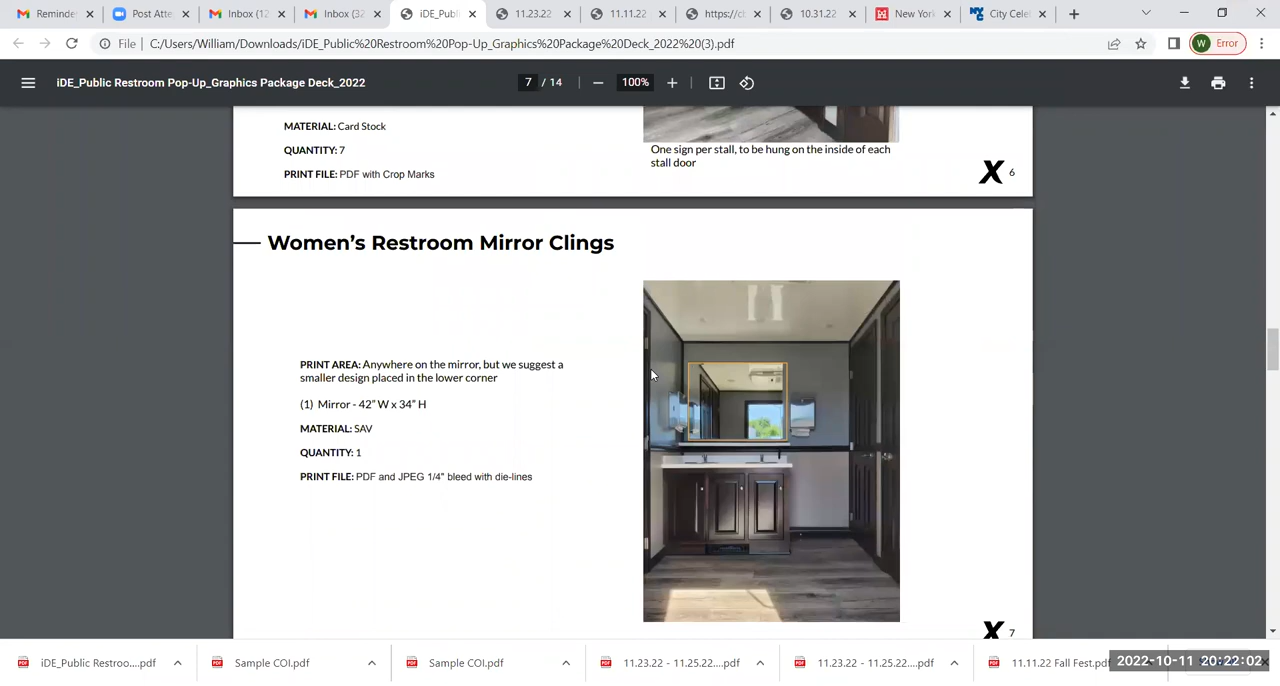 Reminde
Post Atte
Inbox (12
Inbox (32
iDE_Publi
11.23.22
11.11.22
https://cb
10.31.22
New York
City Celeb
File
C:/Users/William/Downloads/iDE_Public%20Restroom%20Pop-Up_Graphics%20Package%20Deck_2022%20(3).pdf
W
Error
iDE_Public Restroom Pop-Up_Graphics Package Deck_2022
7 / 14
100%
MATERIAL: Card Stock
QUANTITY: 7
PRINT FILE: PDF with Crop Marks
One sign per stall, to be hung on the inside of each
stall door
X 6
Women's Restroom Mirror Clings
PRINT AREA: Anywhere on the mirror, but we suggest a
smaller design placed in the lower corner
(1) Mirror - 42" W x 34" H
MATERIAL: SAV
QUANTITY: 1
PRINT FILE: PDF and JPEG 1/4" bleed with die-lines
X 7
iDE_Public Restroo....pdf
Sample COI.pdf
Sample COI.pdf
11.23.22 - 11.25.22....pdf
11.23.22 - 11.25.22....pdf
11.11.22 Fall Fest.pdf
2022-10-11 20:22:02